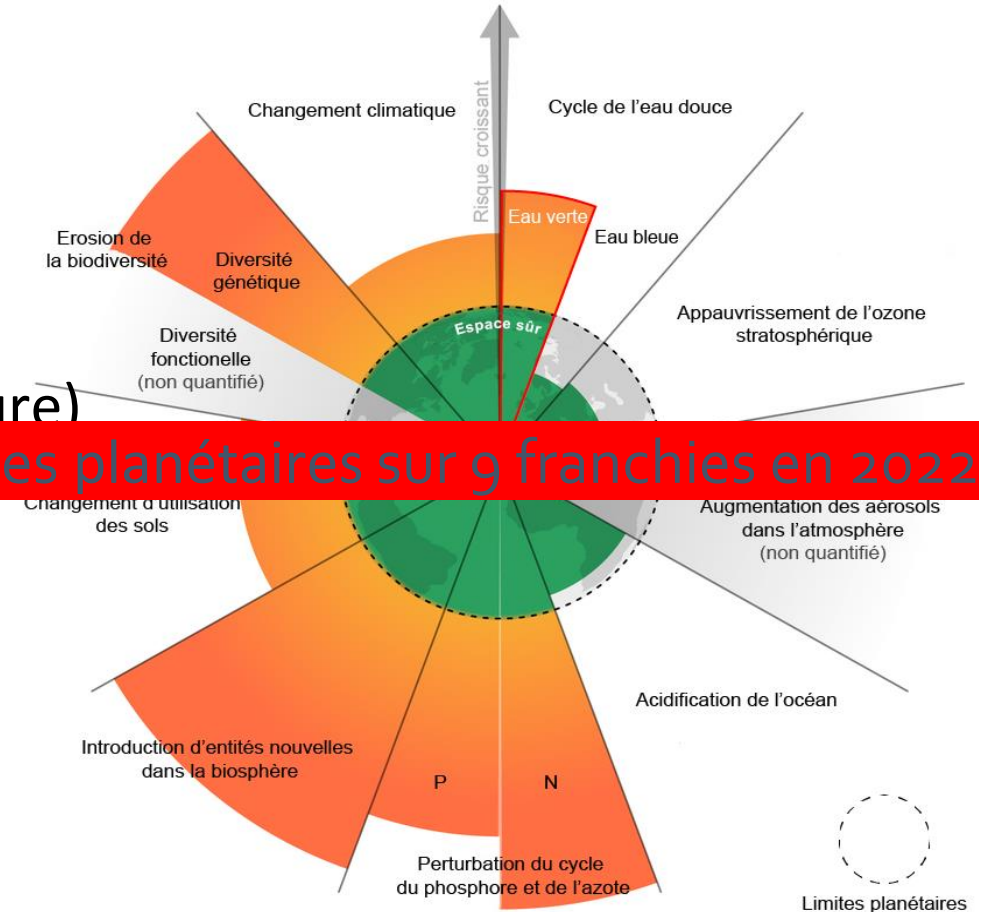 Changement climatique
Risque croissant
Cycle de l'eau douce
Eau verte
Eau bleue
Erosion de
la biodiversité
Diversité
génétique
Diversité
fonctionelle
(non quantifié)
Espace sûr
Appauvrissement de l'ozone
stratosphérique
planétaires sur 9 franchies en 2022
Changement d'utilisation
des sols
Augmentation des aérosols
dans l'atmosphère
(non quantifié)
Acidification de l'océan
Introduction d'entités nouvelles
dans la biosphère
P
N
Perturbation du cycle
du phosphore et de l'azote
Limites planétaires